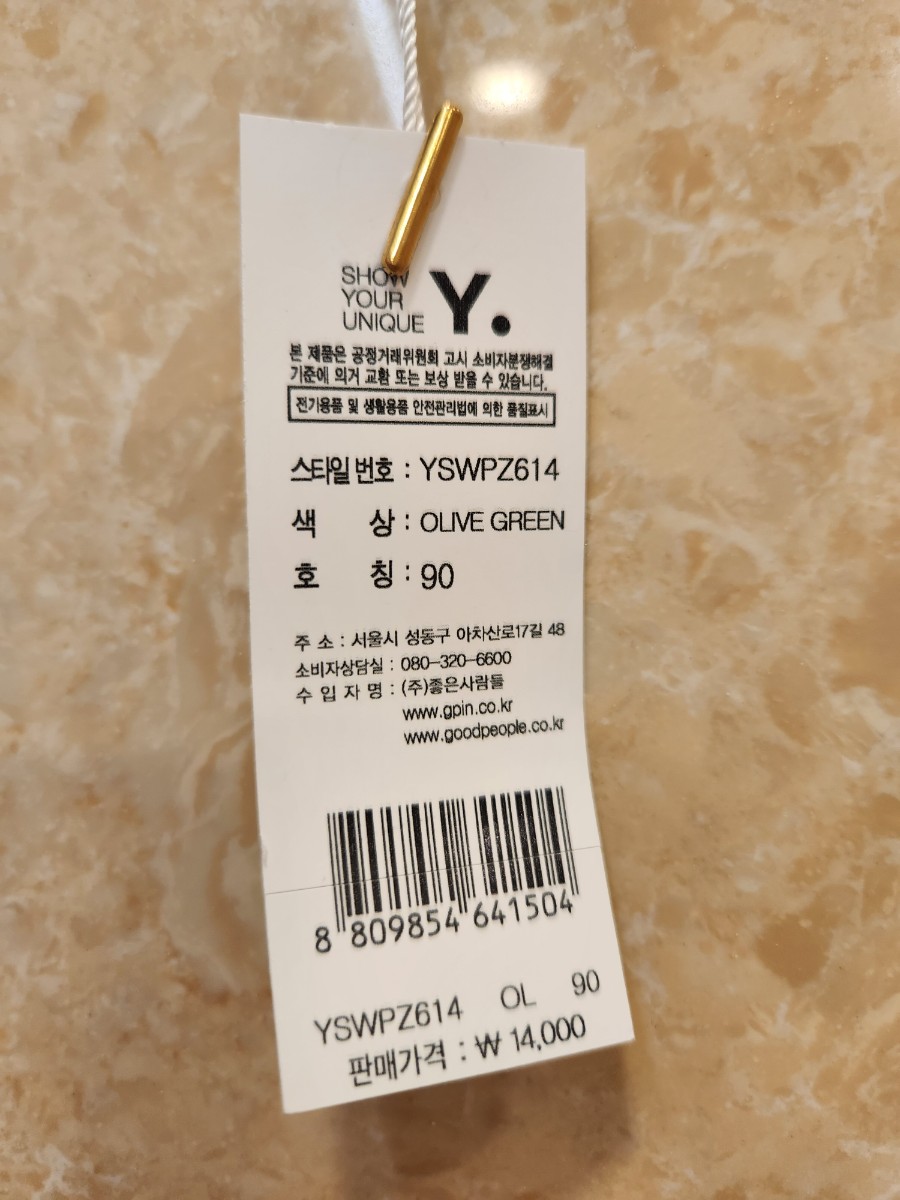 SHOW
YOUR
UNIQUE
Y.
본 제품은 공정거래위원회 고시 소비자분쟁해결
기준에 의거 교환 또는 보상 받을 수 있습니다.
전기용품 및 생활용품 안전관리법에 의한 품질표시
스타일 번호 : YSWPZ614
색 상 : OLIVE GREEN
호 칭 : 90
주 소 : 서울시 성동구 아차산로17길 48
소비자상담실 : 080-320-6600
수 입 자 명 : (주)좋은사람들
www.gpin.co.kr
www.goodpeople.co.kr
8 809854 641504
YSWPZ614 OL 90
판매가격 : ₩ 14,000